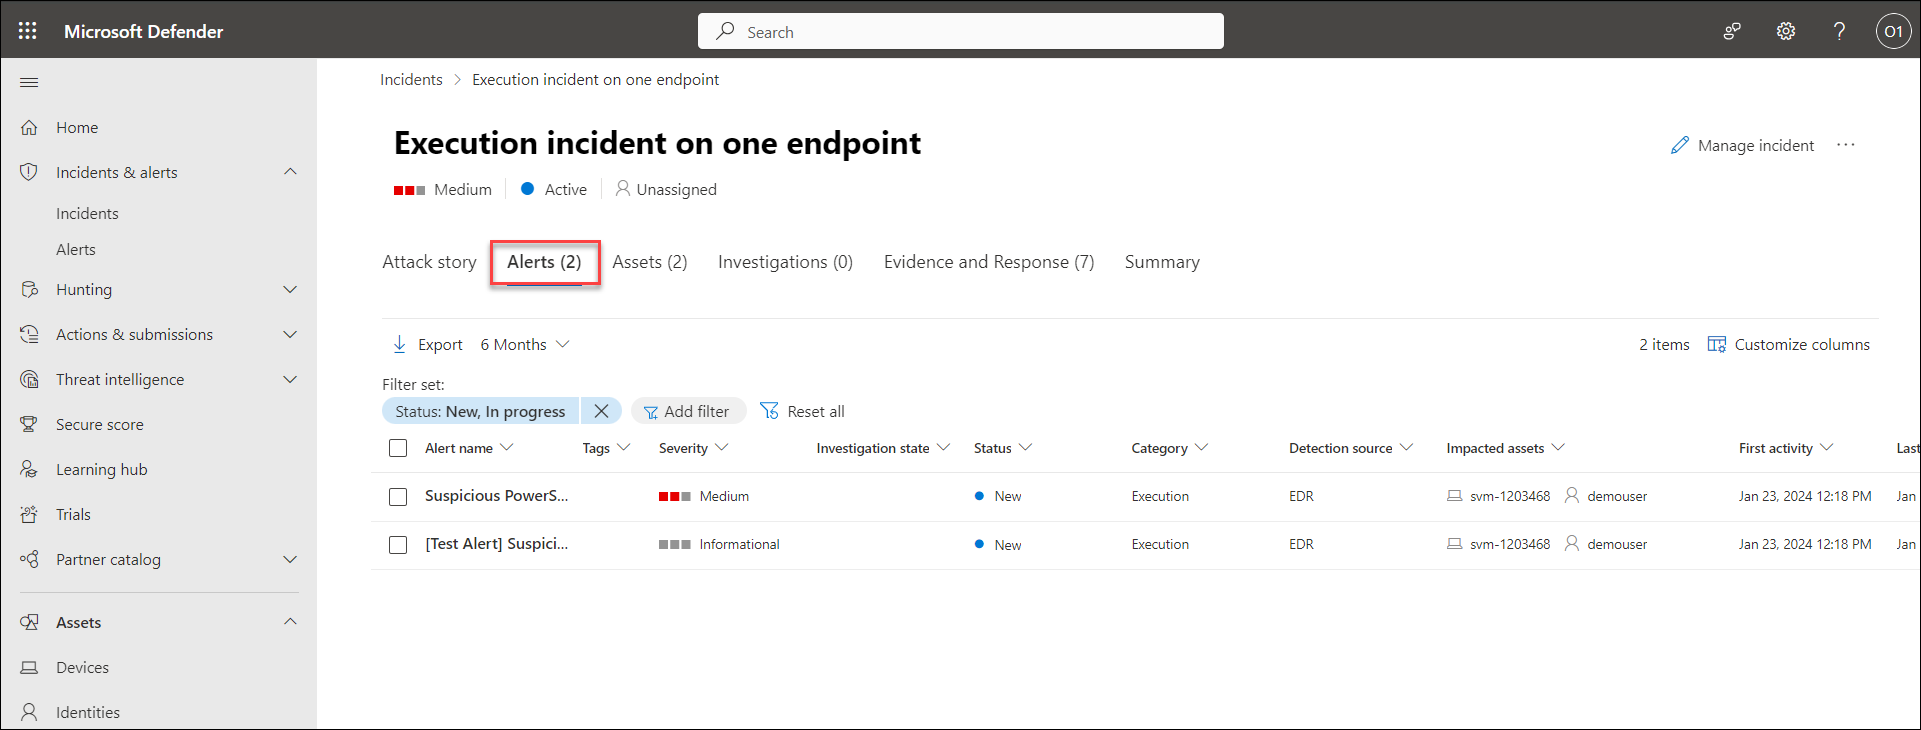 Microsoft Defender
Search
O1
Home
Incidents & alerts
Incidents
Alerts
Hunting
Actions & submissions
Threat intelligence
Secure score
Learning hub
Trials
Partner catalog
Assets
Devices
Identities
Incidents > Execution incident on one endpoint
Execution incident on one endpoint
Manage incident ...
Medium Active Unassigned
Attack story Alerts (2) Assets (2) Investigations (0) Evidence and Response (7) Summary
Export 6 Months 2 items Customize columns
Filter set:
Status: New, In progress Add filter Reset all
Alert name Tags Severity Investigation state Status Category Detection source Impacted assets First activity Last
Suspicious PowerS... Medium New Execution EDR svm-1203468 demouser Jan 23, 2024 12:18 PM Jan
[Test Alert] Suspici... Informational New Execution EDR svm-1203468 demouser Jan 23, 2024 12:18 PM Jan